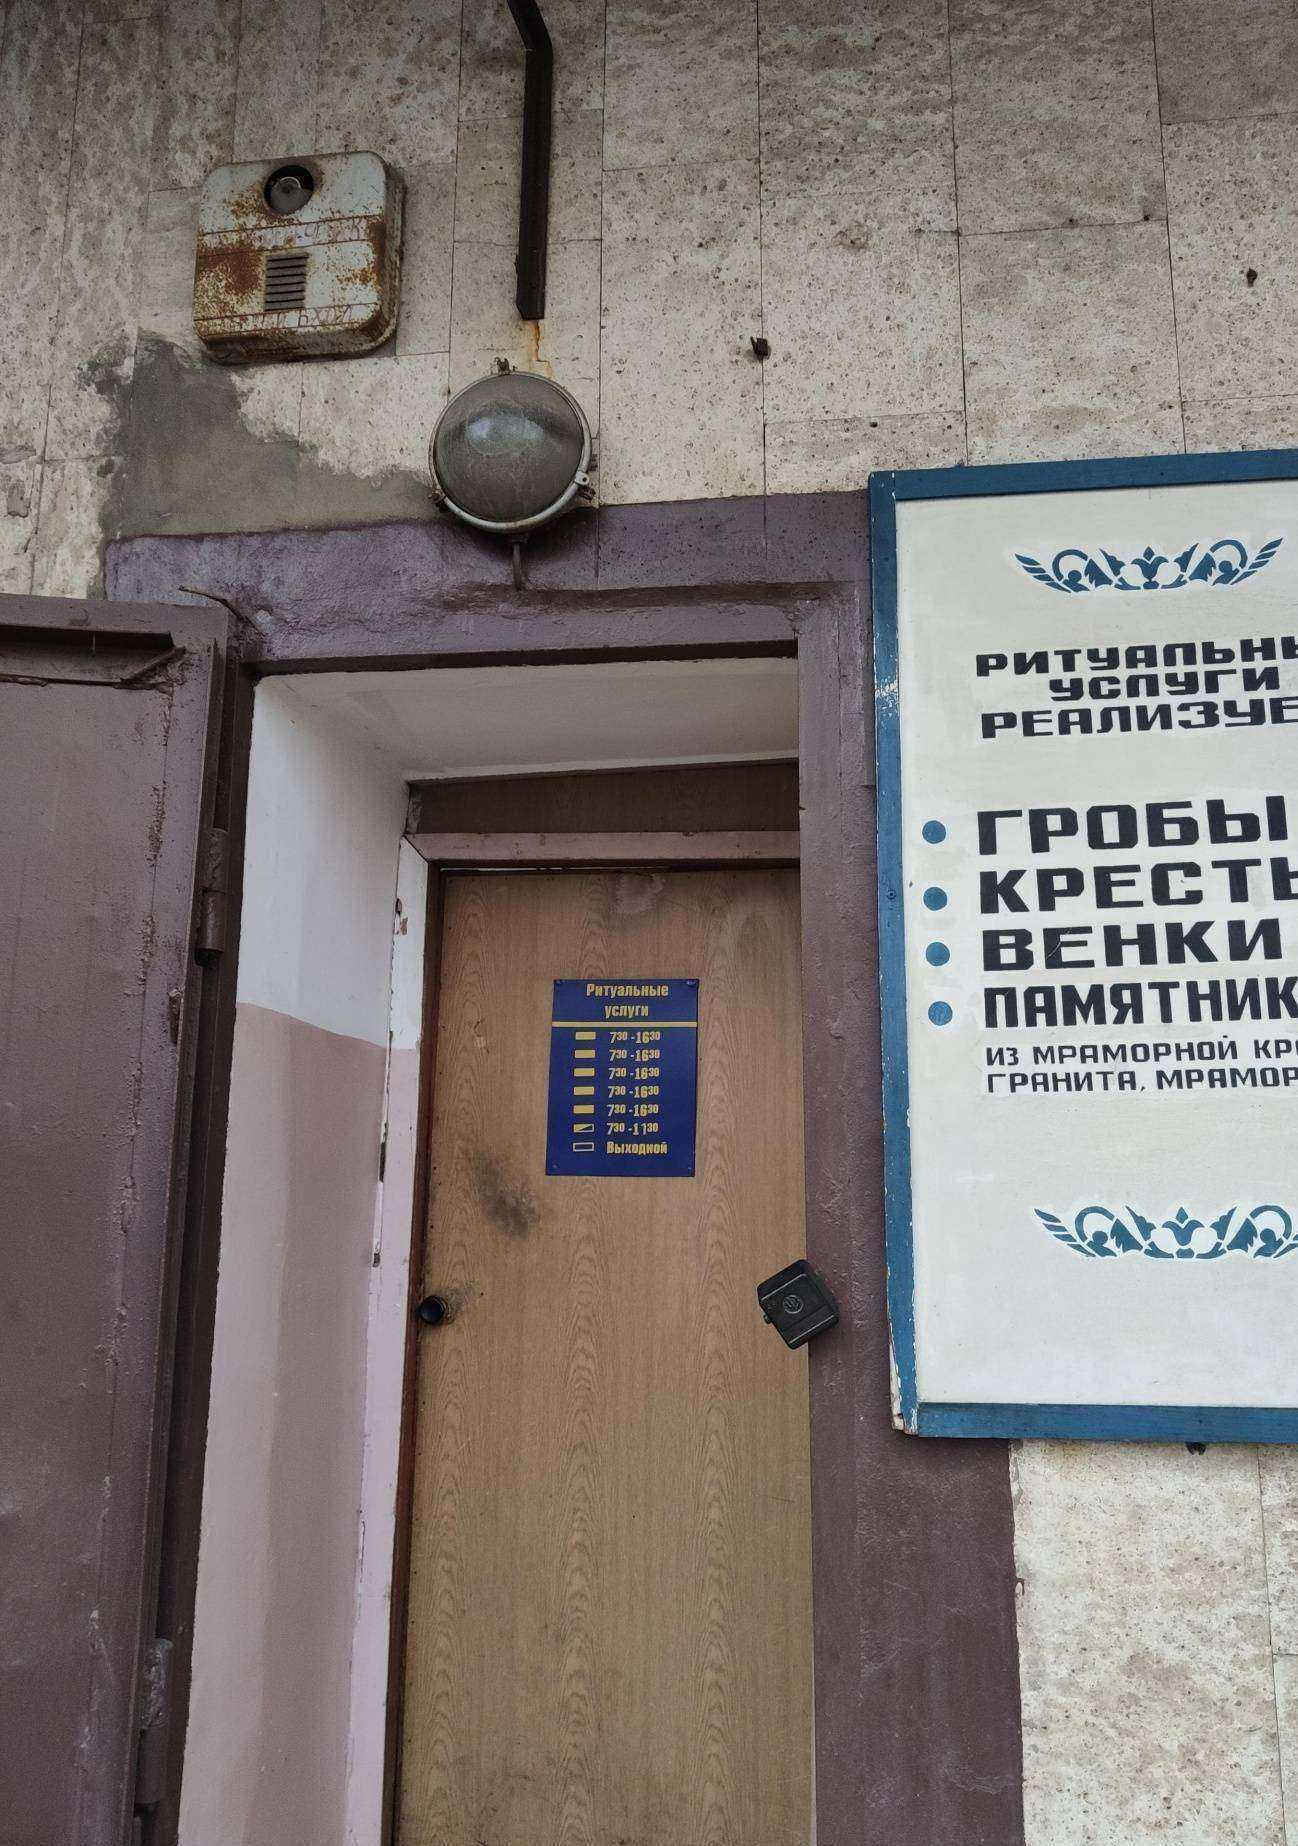 РИТУАЛЬНЫ
УСЛУГИ
РЕАЛИЗУЕ
ГРОБЫ
КРЕСТЫ
ВЕНКИ
ПАМЯТНИК
ИЗ МРАМОРНОЙ КРО
ГРАНИТА, МРАМОР
Ритуальные
услуги
7³⁰ -16³⁰
7³⁰ -16³⁰
7³⁰ -16³⁰
7³⁰ -16³⁰
7³⁰ -16³⁰
7³⁰ -11³⁰
Выходной